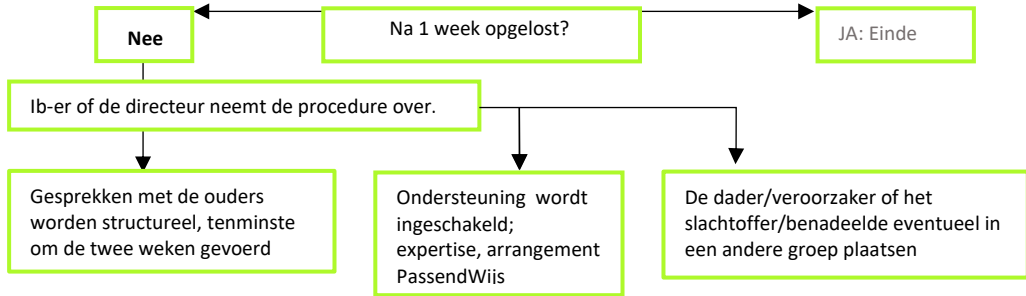 Na 1 week opgelost?
Nee
JA: Einde
Ib-er of de directeur neemt de procedure over.
Gesprekken met de ouders
worden structureel, tenminste
om de twee weken gevoerd
Ondersteuning wordt
ingeschakeld;
expertise, arrangement
PassendWijs
De dader/veroorzaker of het
slachtoffer/benadeelde eventueel in
een andere groep plaatsen